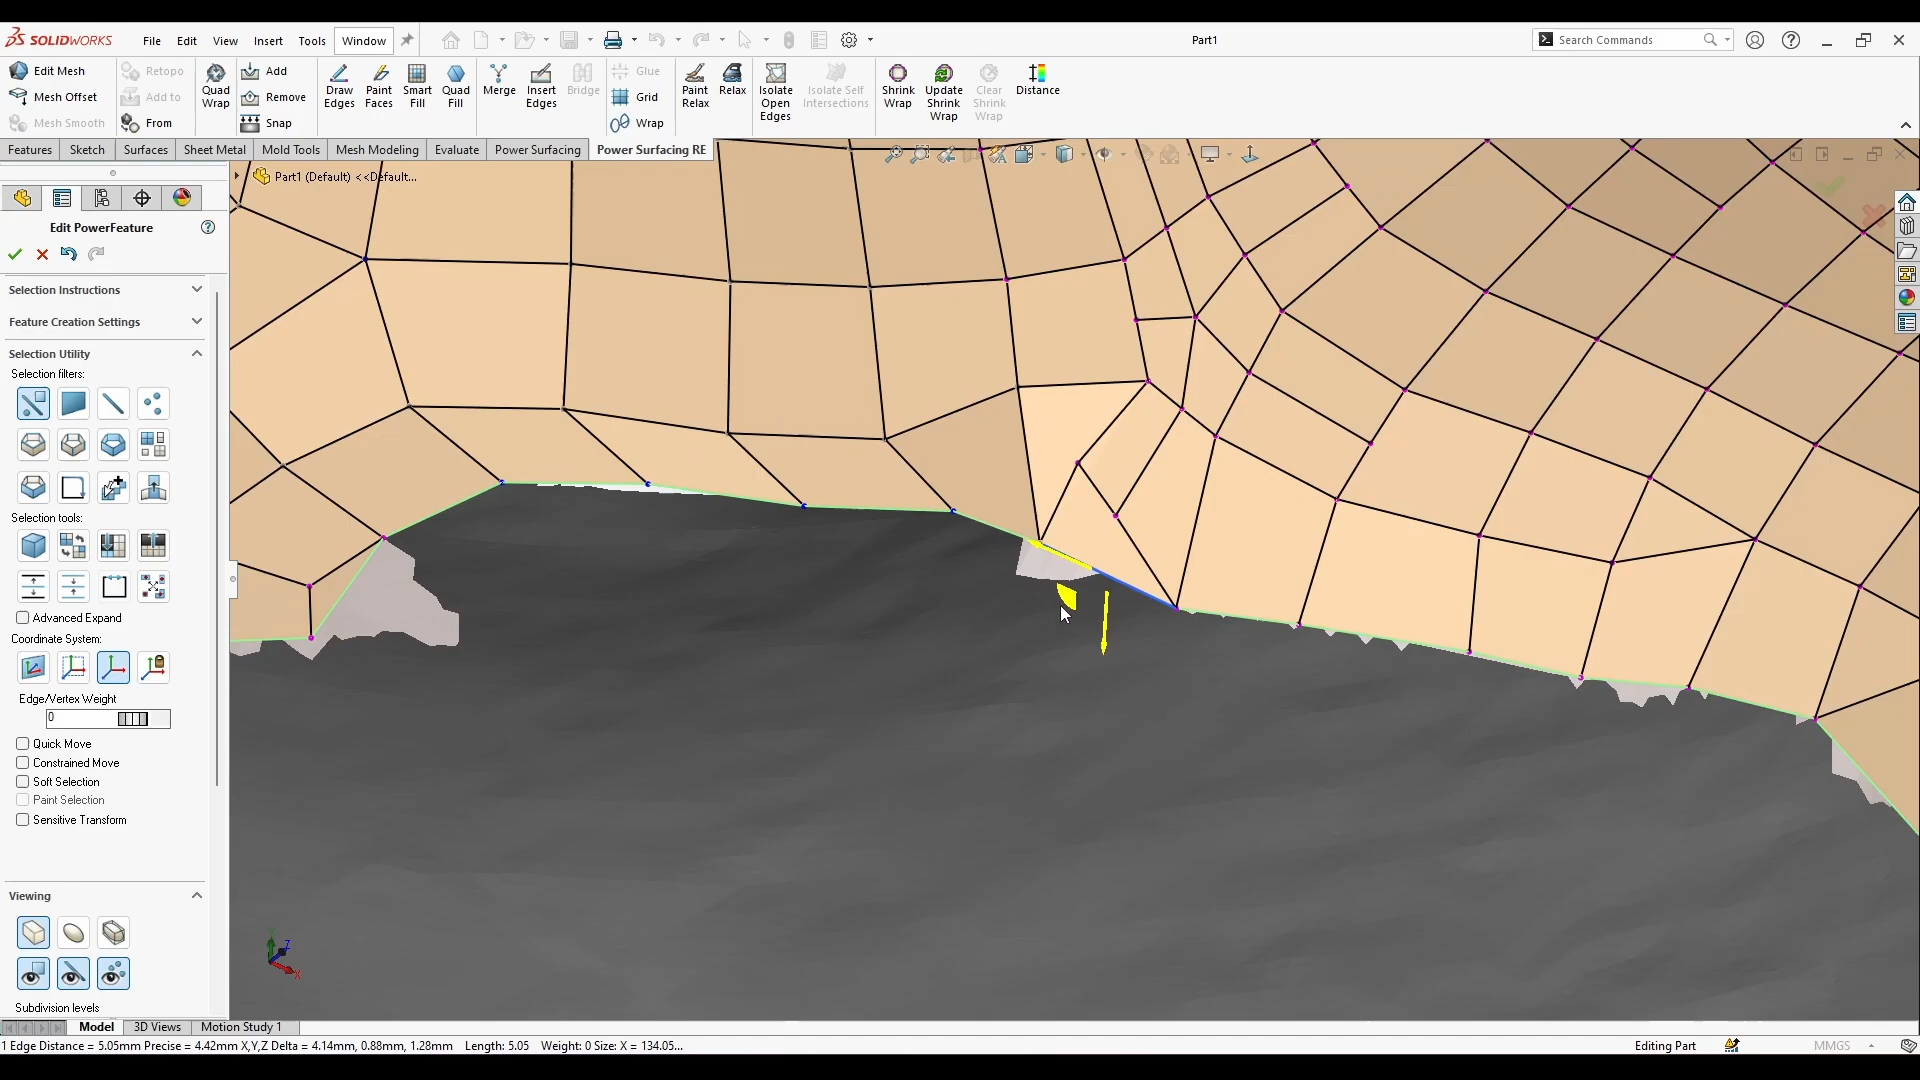 SOLIDWORKS File Edit View Insert Tools Window Part1 Search Commands
Edit Mesh Retopo Add Glue
Mesh Offset Add to Remove Grid
Mesh Smooth From Snap Wrap
Quad Wrap
Draw Edges
Paint Faces
Smart Fill
Quad Fill
Merge
Insert Edges
Bridge
Paint Relax
Relax
Isolate Open Edges
Isolate Self Intersections
Shrink Wrap
Update Shrink Wrap
Clear Shrink Wrap
Distance
Features Sketch Surfaces Sheet Metal Mold Tools Mesh Modeling Evaluate Power Surfacing Power Surfacing RE
Part1 (Default) <<Default...
Edit PowerFeature
Selection Instructions
Feature Creation Settings
Selection Utility
Selection filters:
Selection tools:
Advanced Expand
Coordinate System:
Edge/Vertex Weight
0
Quick Move
Constrained Move
Soft Selection
Paint Selection
Sensitive Transform
Viewing
Y Z X
Subdivision levels
Model 3D Views Motion Study 1
1 Edge Distance = 5.05mm Precise = 4.42mm X,Y,Z Delta = 4.14mm, 0.88mm, 1.28mm Length: 5.05 Weight: 0 Size: X = 134.05... Editing Part MMGS